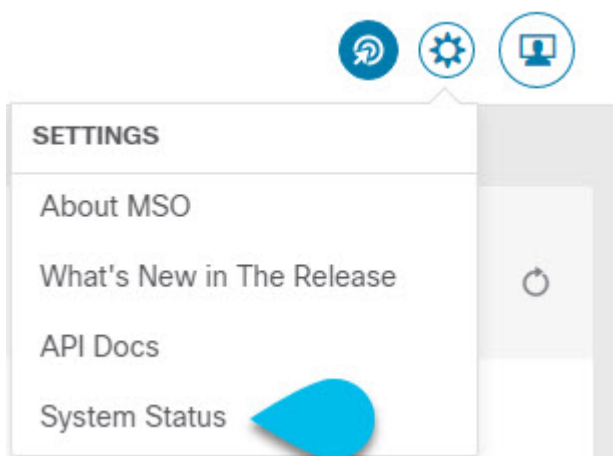 SETTINGS
About MSO
What's New in The Release
API Docs
System Status